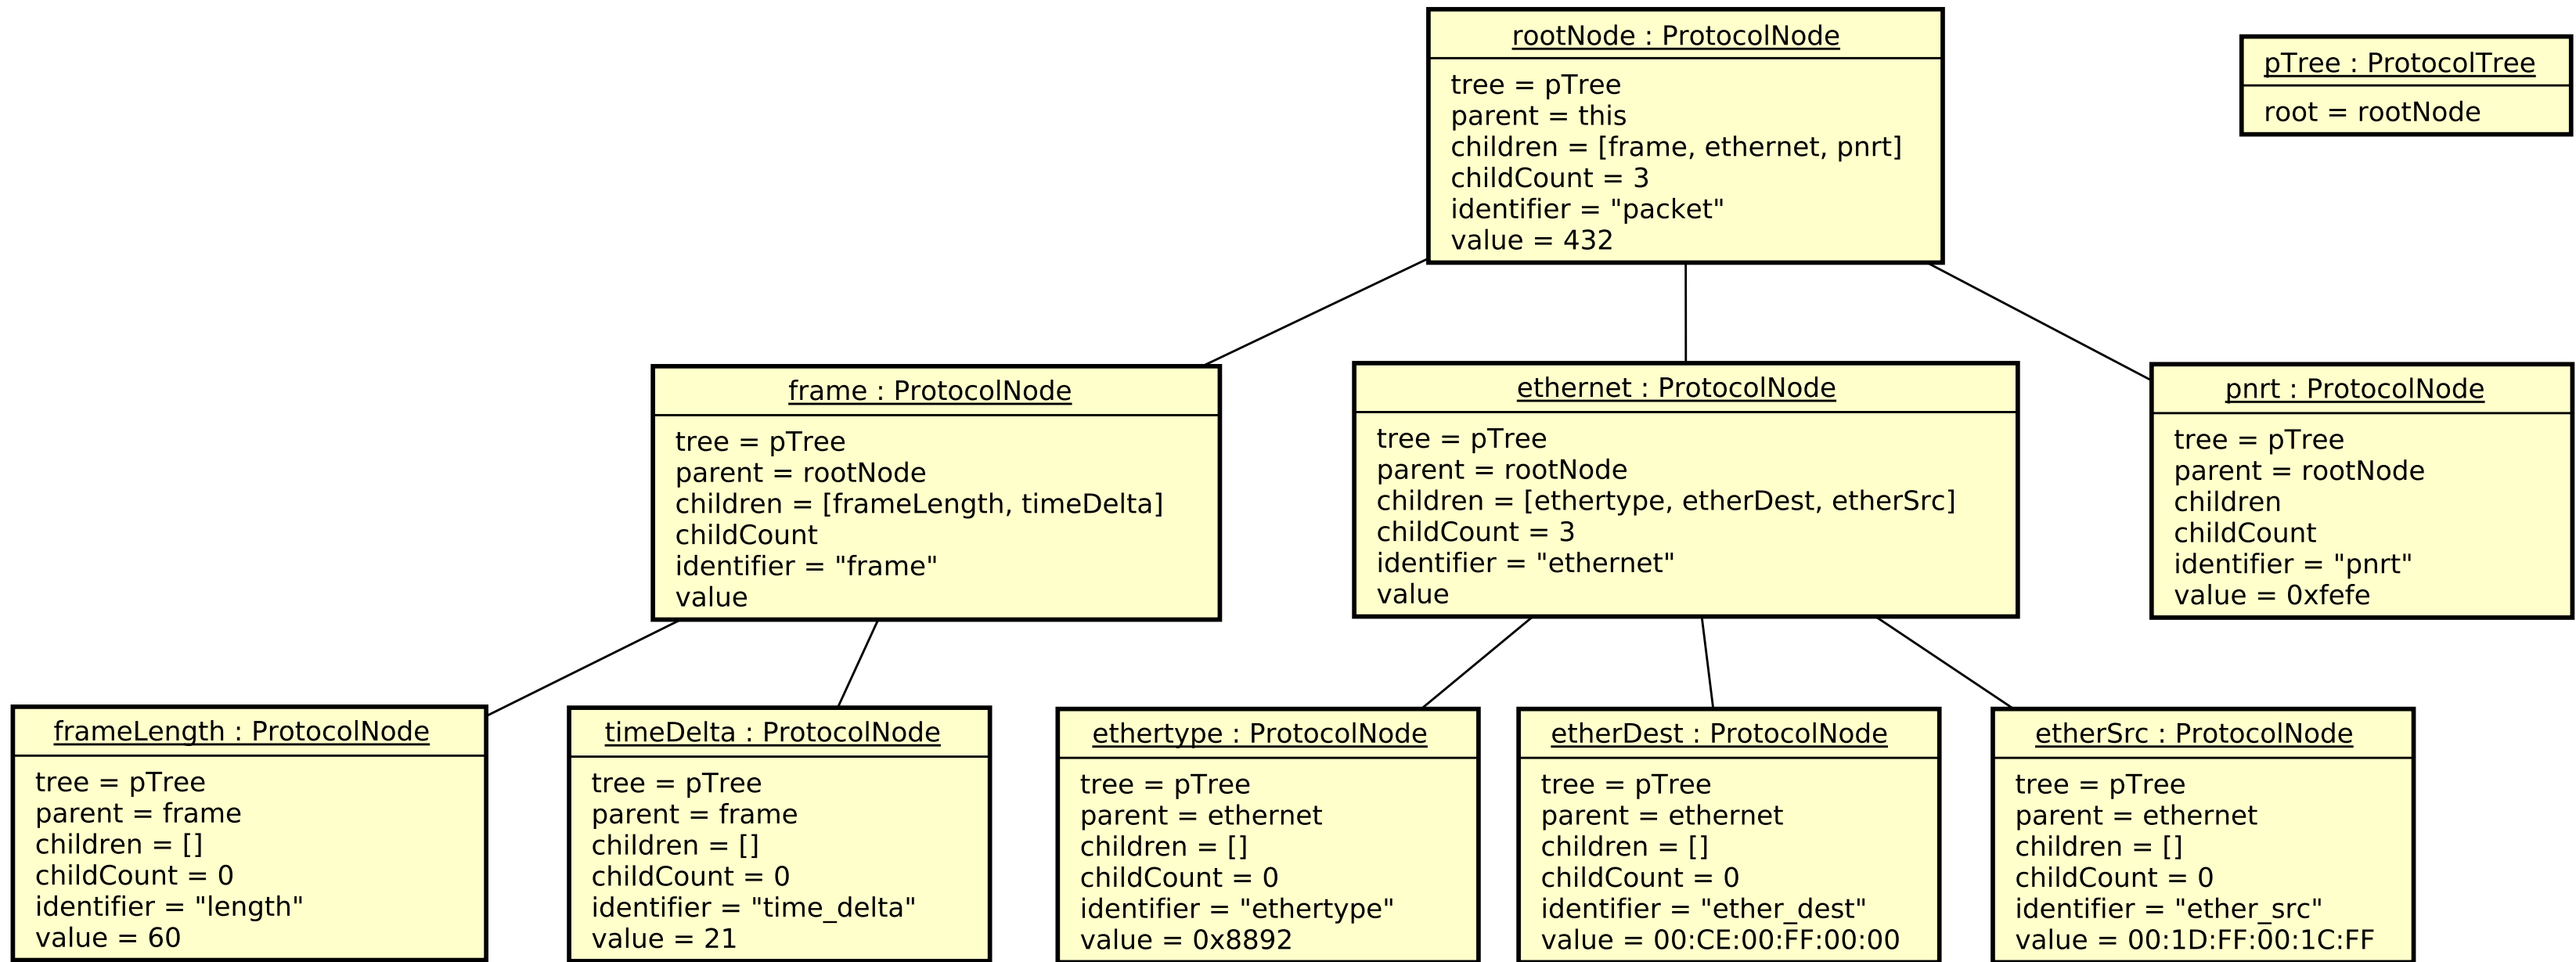 rootNode : ProtocolNode
tree = pTree
parent = this
children = [frame, ethernet, pnrt]
childCount = 3
identifier = "packet"
value = 432
pTree : ProtocolTree
root = rootNode
frame : ProtocolNode
tree = pTree
parent = rootNode
children = [frameLength, timeDelta]
childCount
identifier = "frame"
value
ethernet : ProtocolNode
tree = pTree
parent = rootNode
children = [ethertype, etherDest, etherSrc]
childCount = 3
identifier = "ethernet"
value
pnrt : ProtocolNode
tree = pTree
parent = rootNode
children
childCount
identifier = "pnrt"
value = 0xfefe
frameLength : ProtocolNode
tree = pTree
parent = frame
children = []
childCount = 0
identifier = "length"
value = 60
timeDelta : ProtocolNode
tree = pTree
parent = frame
children = []
childCount = 0
identifier = "time_delta"
value = 21
ethertype : ProtocolNode
tree = pTree
parent = ethernet
children = []
childCount = 0
identifier = "ethertype"
value = 0x8892
etherDest : ProtocolNode
tree = pTree
parent = ethernet
children = []
childCount = 0
identifier = "ether_dest"
value = 00:CE:00:FF:00:00
etherSrc : ProtocolNode
tree = pTree
parent = ethernet
children = []
childCount = 0
identifier = "ether_src"
value = 00:1D:FF:00:1C:FF